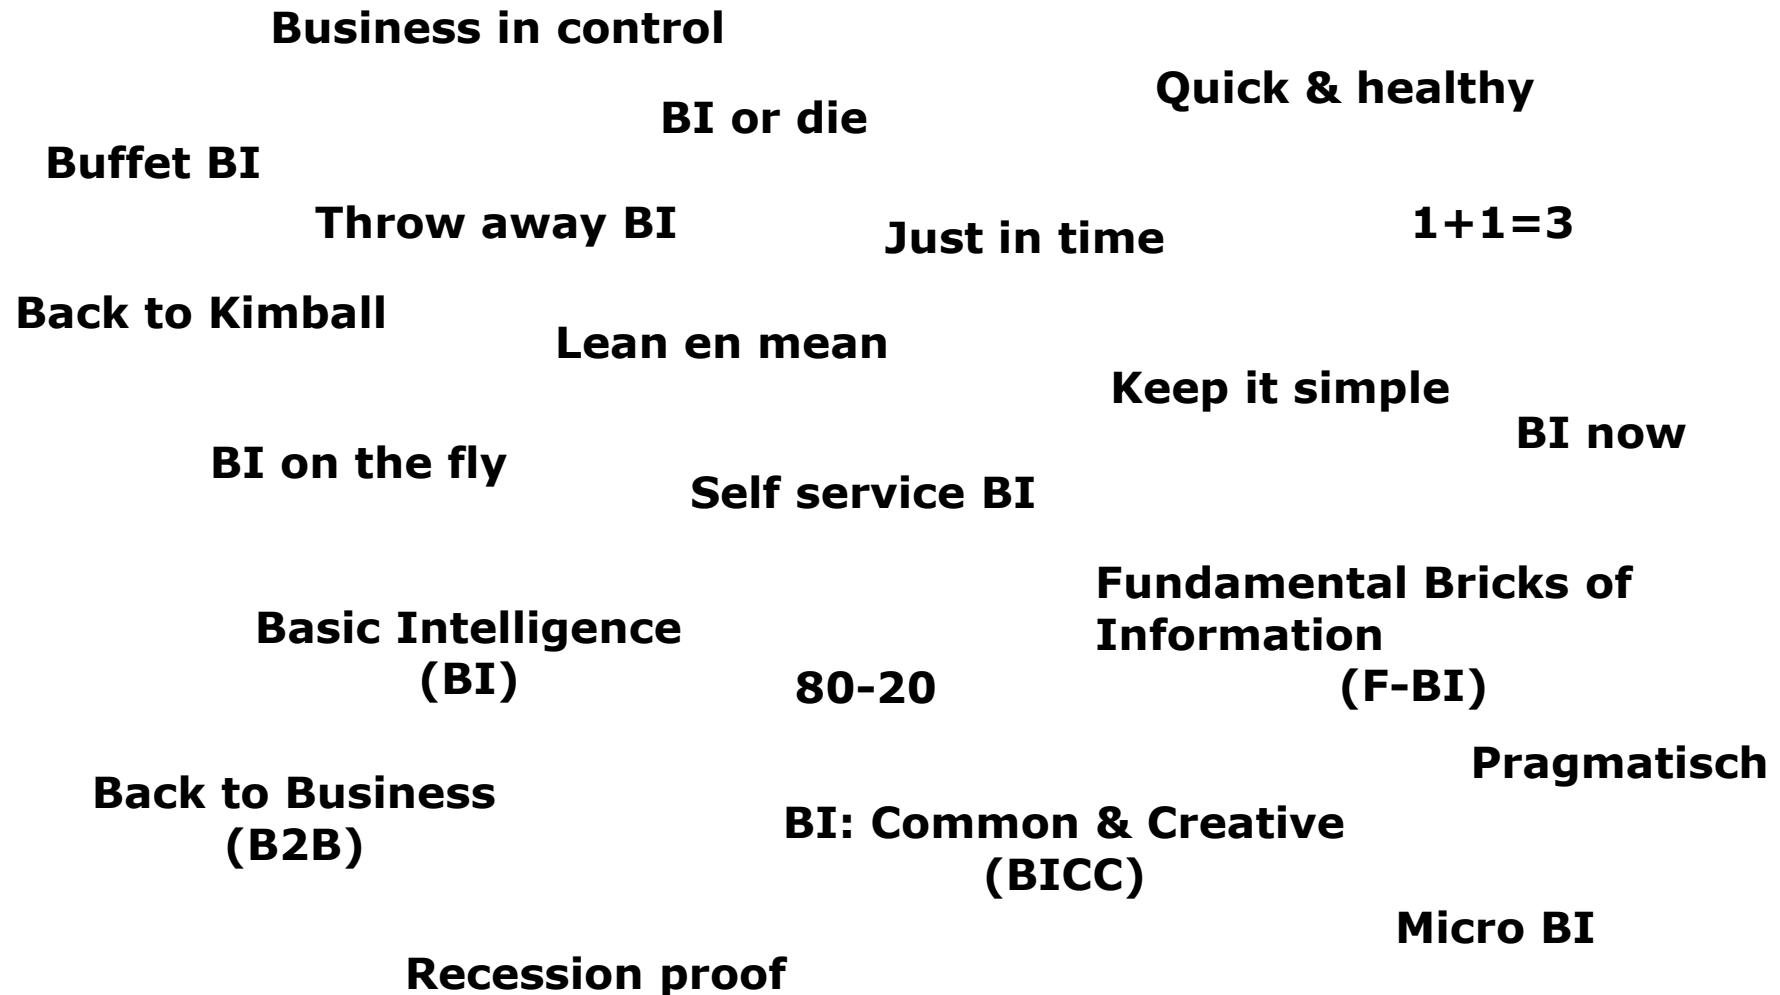 Business in control
Quick & healthy
BI or die
Buffet BI
Throw away BI
Just in time
1+1=3
Back to Kimball
Lean en mean
Keep it simple
BI now
BI on the fly
Self service BI
Fundamental Bricks of
Information
(F-BI)
Basic Intelligence
(BI)
80-20
Pragmatisch
Back to Business
(B2B)
BI: Common & Creative
(BICC)
Micro BI
Recession proof